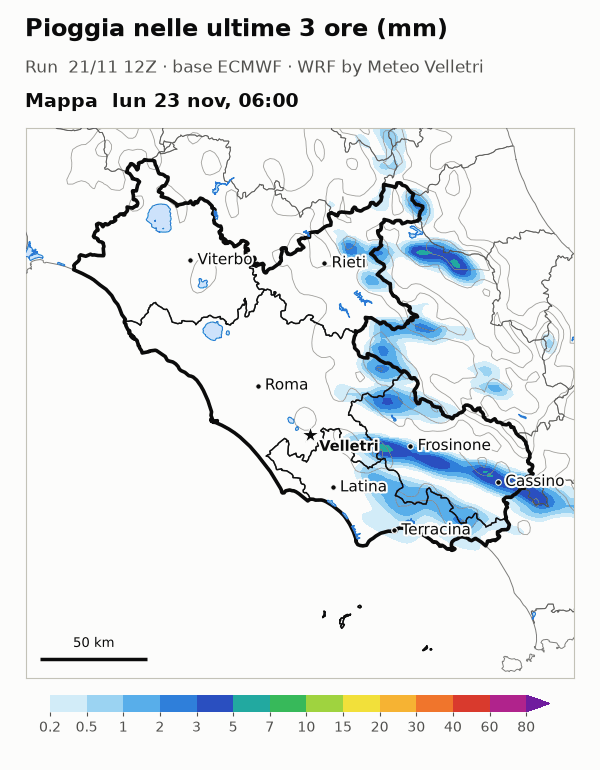 Pioggia nelle ultime 3 ore (mm)
Run  21/11 12Z · base ECMWF · WRF by Meteo Velletri
Mappa  lun 23 nov, 06:00
Viterbo
Rieti
Roma
Velletri
Frosinone
Latina
Cassino
Terracina
50 km
0.2 0.5 1 2 3 5 7 10 15 20 30 40 60 80